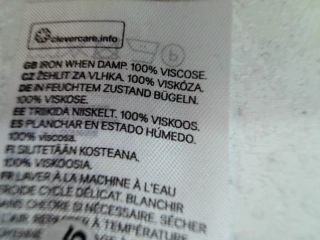 clevercare.info
GB IRON WHEN DAMP. 100% VISCOSE.
CZ ŽEHLIT ZA VLHKA. 100% VISKÓZA.
DE IN FEUCHTEM ZUSTAND BÜGELN.
100% VISKOSE.
EE TRIIKIDA NIISKELT. 100% VISKOOS.
ES PLANCHAR EN ESTADO HÚMEDO.
100% viscosa.
FI SILITETÄÄN KOSTEANA.
100% VISKOOSIA.
FR LAVER À LA MACHINE À L'EAU
FROIDE CYCLE DÉLICAT. BLANCHIR
SANS CHLORE SI NÉCESSAIRE. SÉCHER
À TEMPÉRATURE